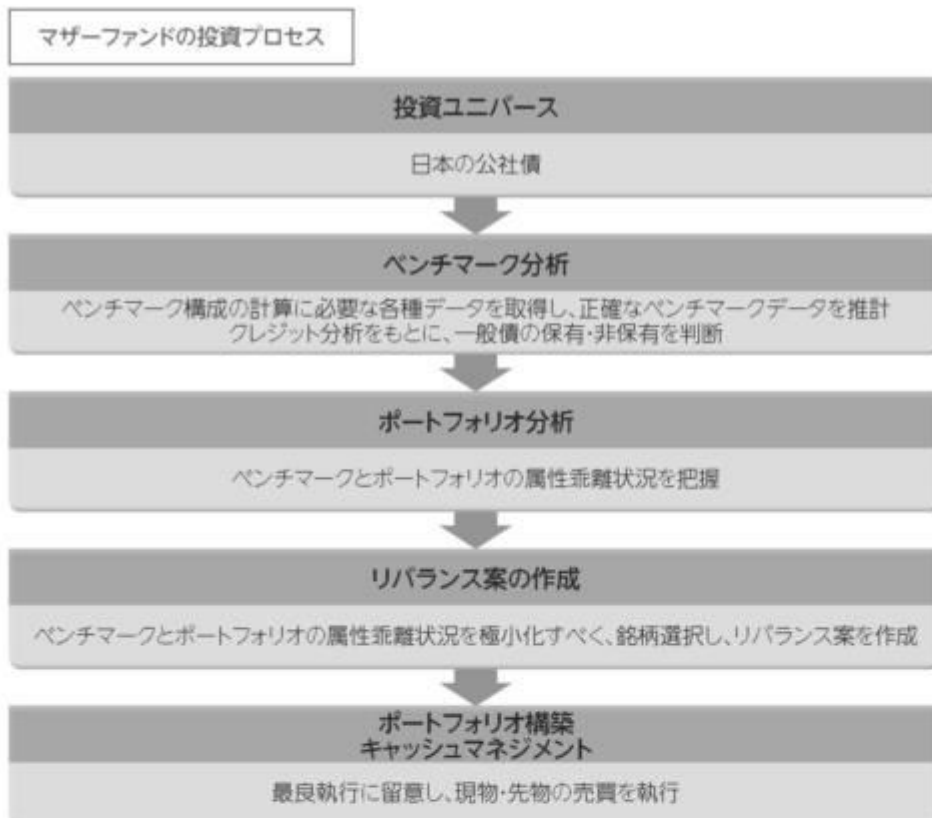 マザーファンドの投資プロセス
投資ユニバース
日本の公社債
ベンチマーク分析
ベンチマーク構成の計算に必要な各種データを取得し、正確なベンチマークデータを推計
クレジット分析をもとに、一般債の保有・非保有を判断
ポートフォリオ分析
ベンチマークとポートフォリオの属性乖離状況を把握
リバランス案の作成
ベンチマークとポートフォリオの属性乖離状況を極小化すべく、銘柄選択し、リバランス案を作成
ポートフォリオ構築
キャッシュマネジメント
最良執行に留意し、現物・先物の売買を執行